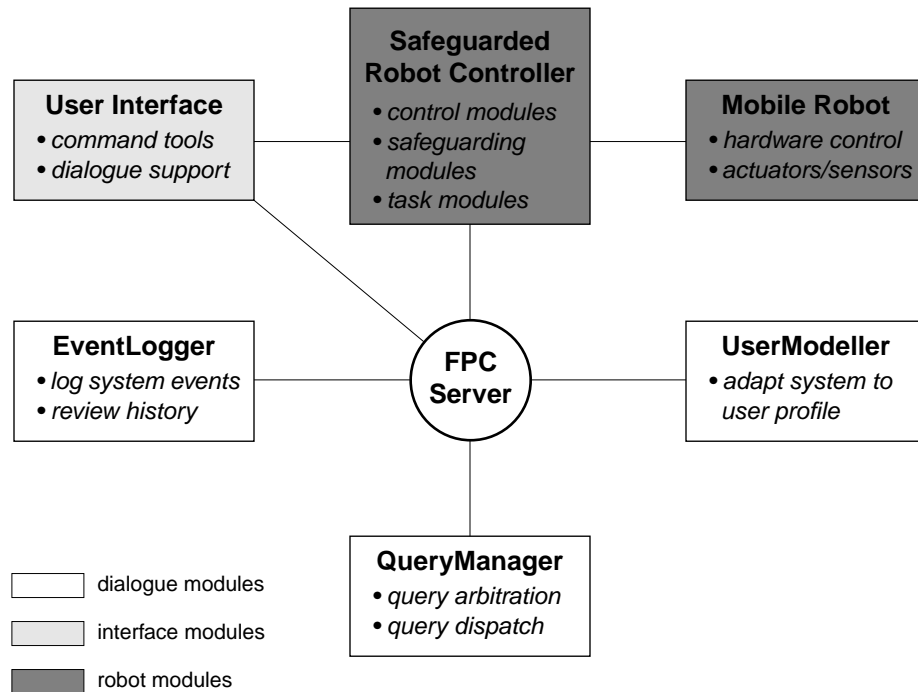 Safeguarded
Robot Controller
• control modules
• safeguarding
modules
• task modules
User Interface
• command tools
• dialogue support
Mobile Robot
• hardware control
• actuators/sensors
EventLogger
• log system events
• review history
FPC
Server
UserModeller
• adapt system to
user profile
QueryManager
• query arbitration
• query dispatch
dialogue modules
interface modules
robot modules